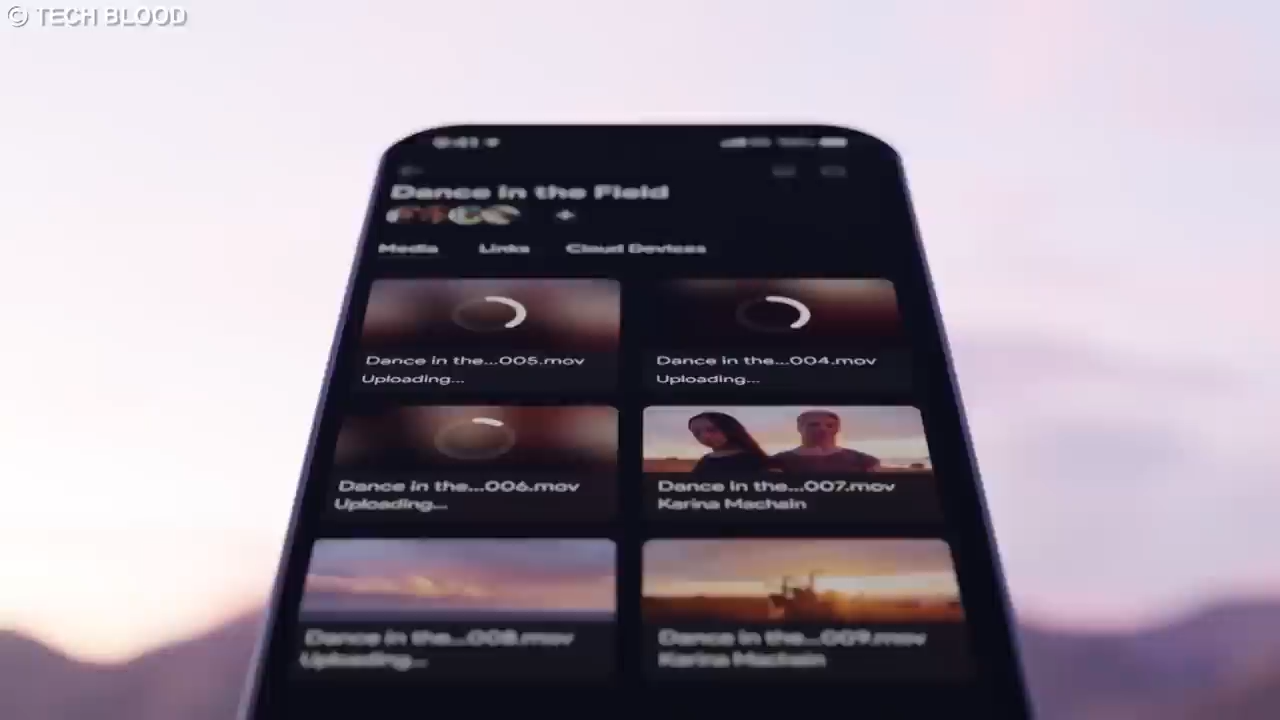 © TECH BLOOD
9:41
Dance in the Field
Media Links Cloud Devices
Dance in the...005.mov
Uploading...
Dance in the...004.mov
Uploading...
Dance in the...006.mov
Uploading...
Dance in the...007.mov
Karina Machain
Dance in the...008.mov
Uploading...
Dance in the...009.mov
Karina Machain